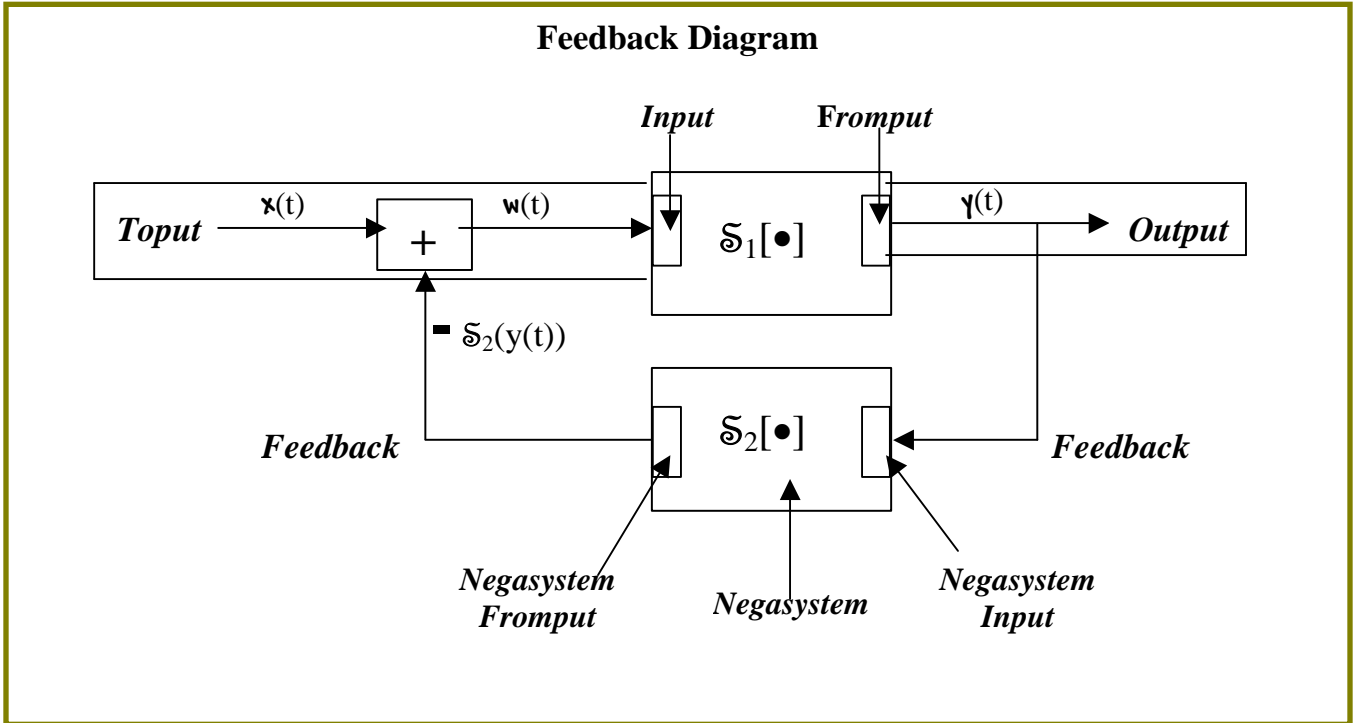 Feedback Diagram
Input
Fromput
Toput
x(t)
+
w(t)
S₁[●]
y(t)
Output
- S₂(y(t))
Feedback
S₂[●]
Feedback
Negasystem
Fromput
Negasystem
Negasystem
Input